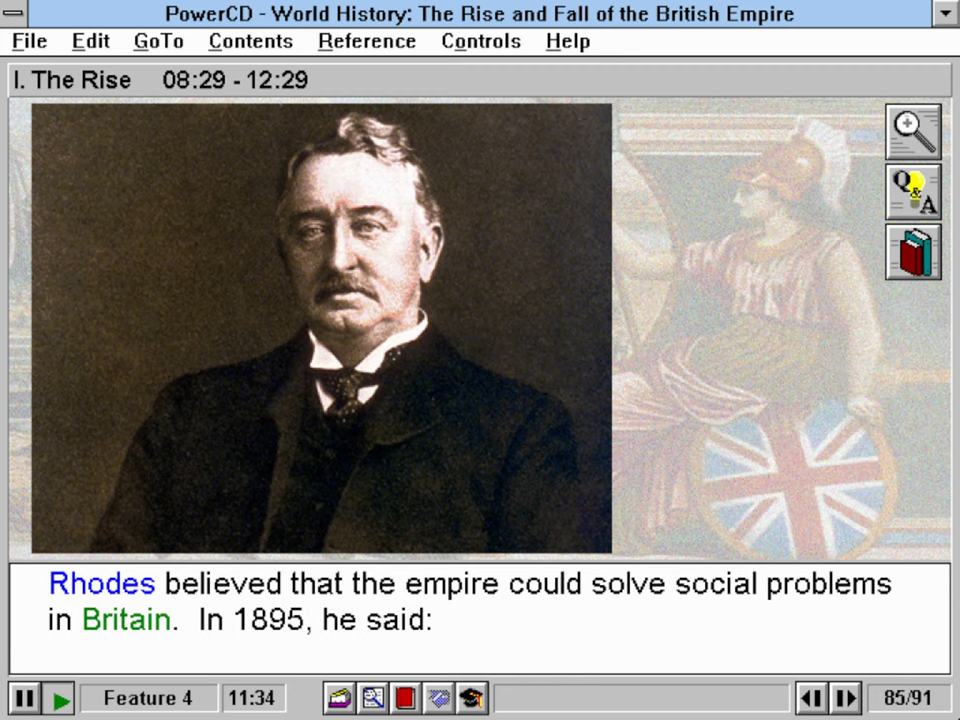 PowerCD - World History: The Rise and Fall of the British Empire
File Edit GoTo Contents Reference Controls Help
I. The Rise 08:29 - 12:29
Q & A
Rhodes believed that the empire could solve social problems
in Britain. In 1895, he said:
Feature 4 11:34 85/91